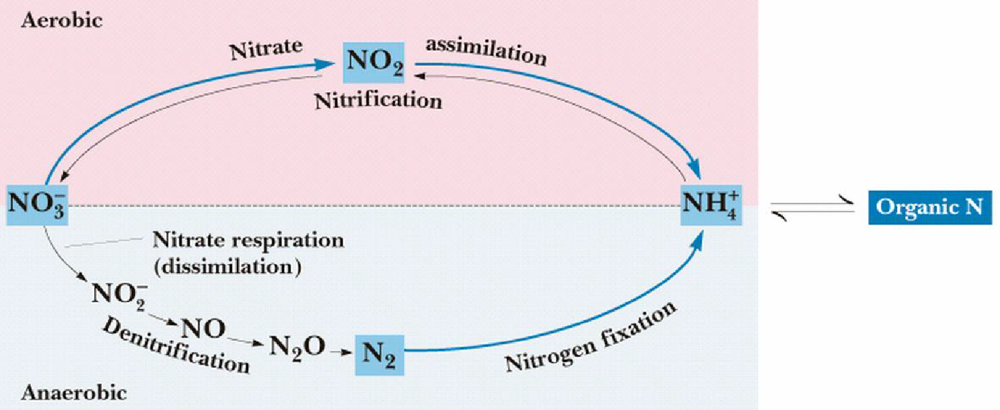 Aerobic
Nitrate
NO₂
assimilation
Nitrification
NO₃⁻
NH₄⁺
Organic N
Nitrate respiration
(dissimilation)
NO₂⁻
NO
N₂O
N₂
Denitrification
Nitrogen fixation
Anaerobic